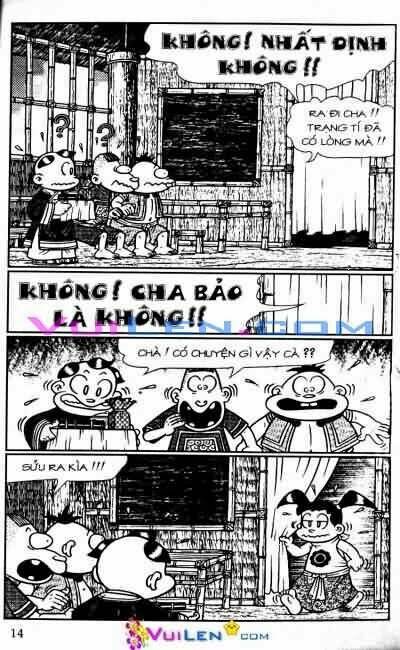 KHÔNG! NHẤT ĐỊNH
KHÔNG!!
RA ĐI CHA!!
TRẠNG TÍ ĐÃ
CÓ LÒNG MÀ!!
?
?
KHÔNG! CHA BẢO
LÀ KHÔNG!!
VUILEN.COM
CHÀ! CÓ CHUYỆN GÌ VẬY CÀ??
SỬU RA KÌA!!!
14
VUILEN.COM